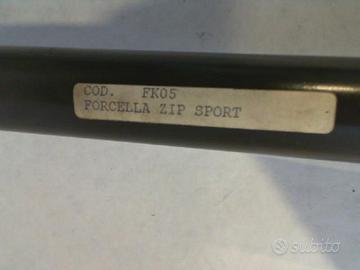 COD. FK05
FORCELLA ZIP SPORT
subito